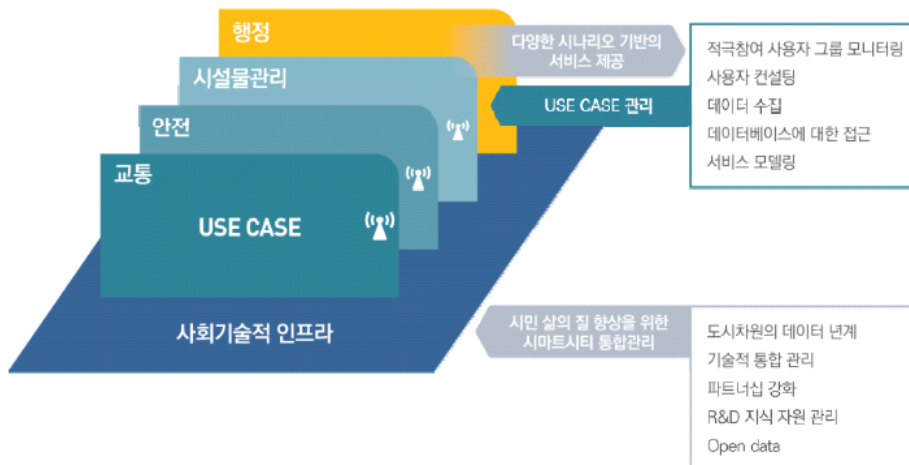 행정
시설물관리
안전
교통
USE CASE
사회기술적 인프라
다양한 시나리오 기반의
서비스 제공
USE CASE 관리
적극참여 사용자 그룹 모니터링
사용자 컨설팅
데이터 수집
데이터베이스에 대한 접근
서비스 모델링
시민 삶의 질 향상을 위한
시마트시티 통합관리
도시차원의 데이터 년계
기술적 통합 관리
파트너십 강화
R&D 지식 자원 관리
Open data